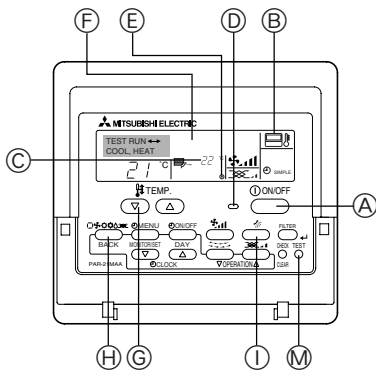 F
E
D
B
MITSUBISHI ELECTRIC
TEST RUN
COOL, HEAT
C
21 °C
22 °C
SIMPLE
TEMP.
ON/OFF
A
MENU
ON/OFF
FILTER
BACK
MONITOR/SET
DAY
CHECK TEST
PAR-21MAA
CLOCK
OPERATION
CLEAR
H
G
I
M